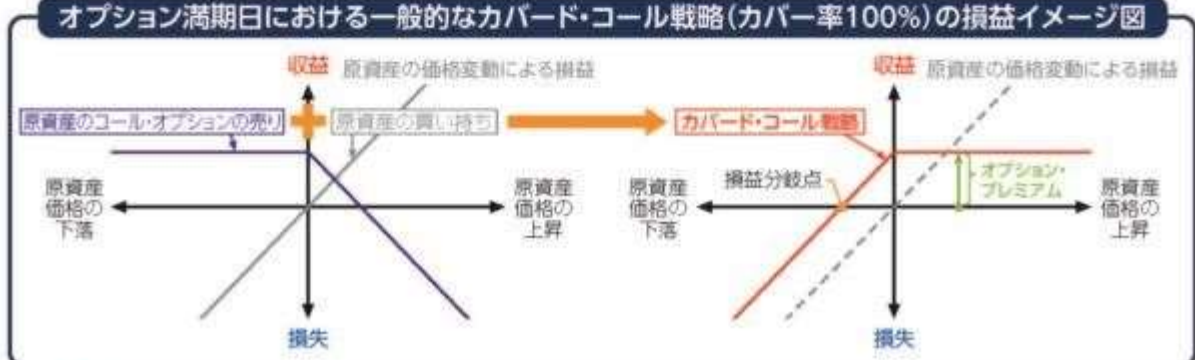 オプション満期日における一般的なカバード・コール戦略(カバー率100%)の損益イメージ図
収益
原資産の価格変動による損益
原資産のコール・オプションの売り
原資産の買い持ち
原資産
価格の
下落
原資産
価格の
上昇
損失
収益
原資産の価格変動による損益
カバード・コール戦略
損益分岐点
オプション・
プレミアム
原資産
価格の
下落
原資産
価格の
上昇
損失